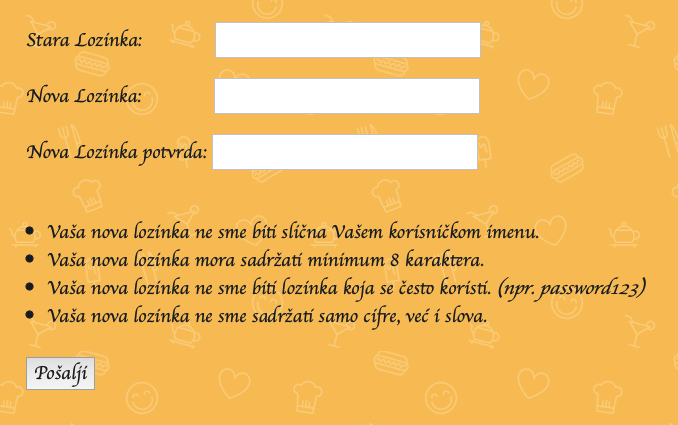 Stara Lozinka:
Nova Lozinka:
Nova Lozinka potvrda:
Vaša nova lozinka ne sme biti slična Vašem korisničkom imenu.
Vaša nova lozinka mora sadržati minimum 8 karaktera.
Vaša nova lozinka ne sme biti lozinka koja se često koristi. (npr. password123)
Vaša nova lozinka ne sme sadržati samo cifre, već i slova.
Pošalji